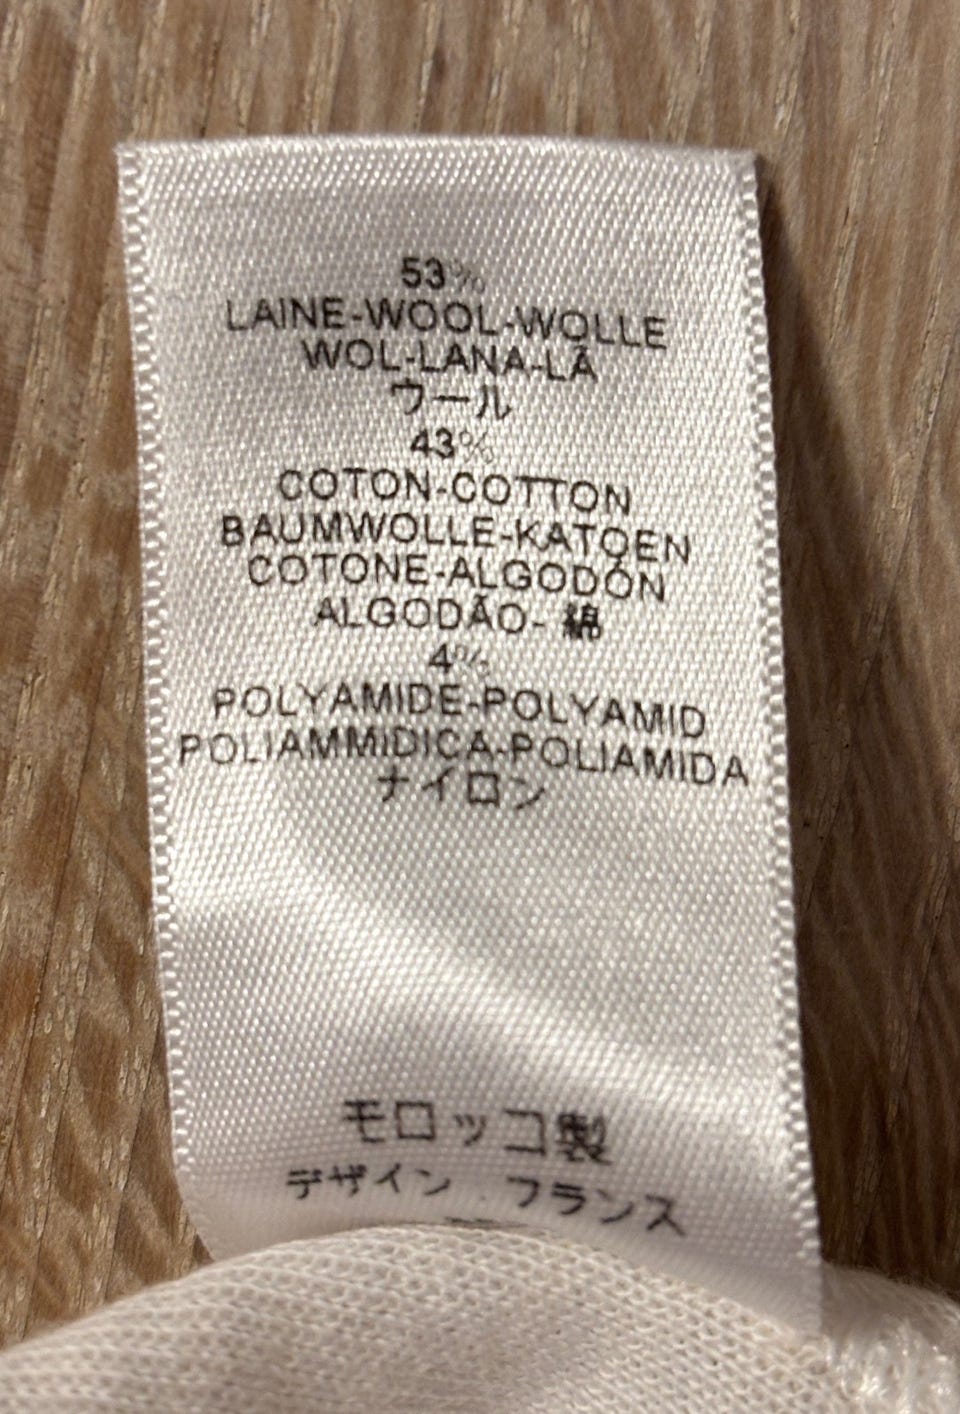 53%
LAINE-WOOL-WOLLE
WOL-LANA-LÃ
ウール
43%
COTON-COTTON
BAUMWOLLE-KATOEN
COTONE-ALGODÓN
ALGODÃO- 綿
4%
POLYAMIDE-POLYAMID
POLIAMMIDICA-POLIAMIDA
ナイロン
モロッコ製
デザイン.フランス